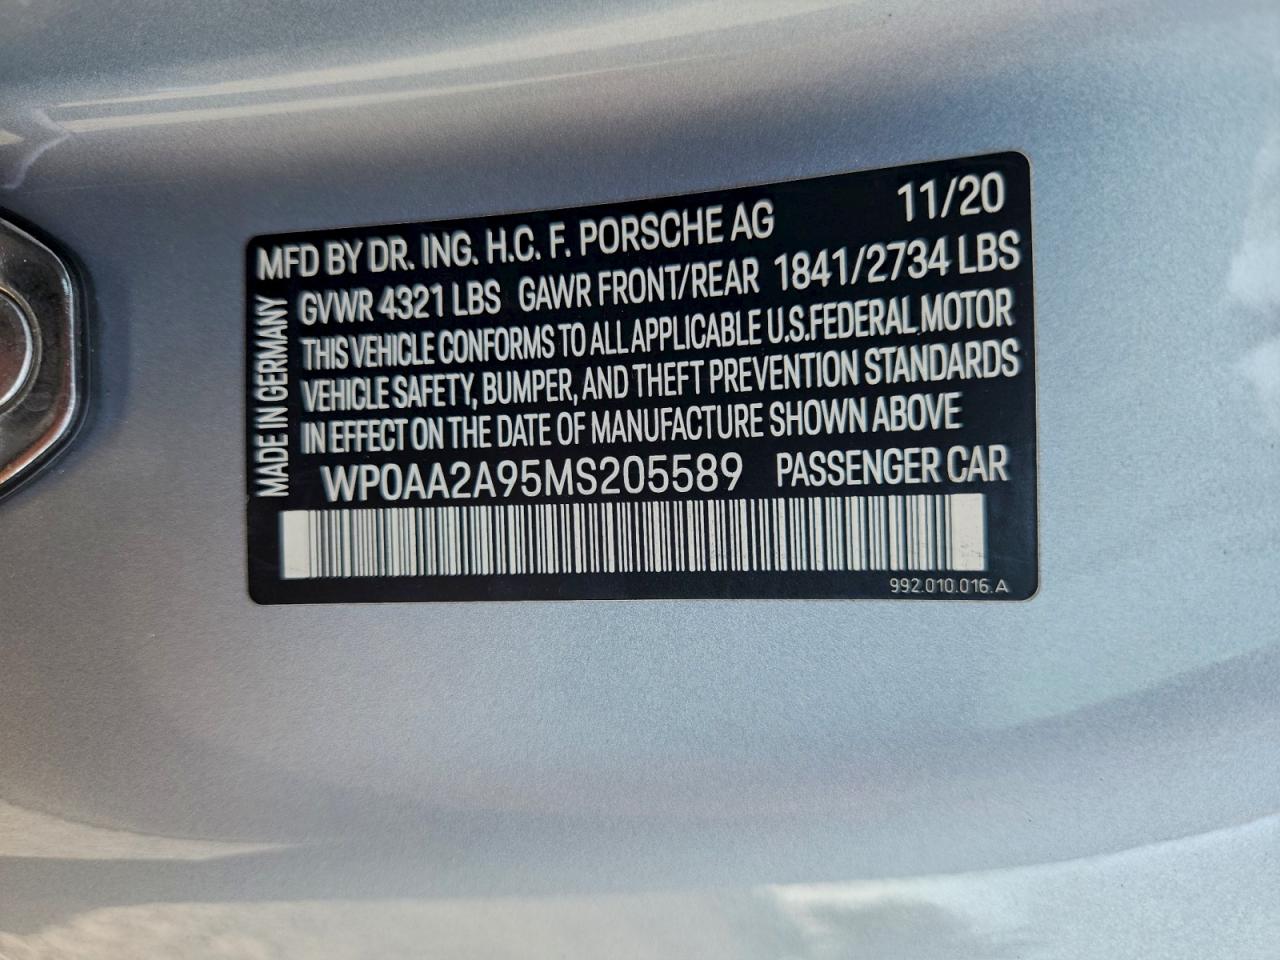 MFD BY DR. ING. H.C. F. PORSCHE AG 11/20
GVWR 4321 LBS GAWR FRONT/REAR 1841/2734 LBS
THIS VEHICLE CONFORMS TO ALL APPLICABLE U.S.FEDERAL MOTOR
VEHICLE SAFETY, BUMPER, AND THEFT PREVENTION STANDARDS
IN EFFECT ON THE DATE OF MANUFACTURE SHOWN ABOVE
WP0AA2A95MS205589 PASSENGER CAR
992.010.016.A
MADE IN GERMANY